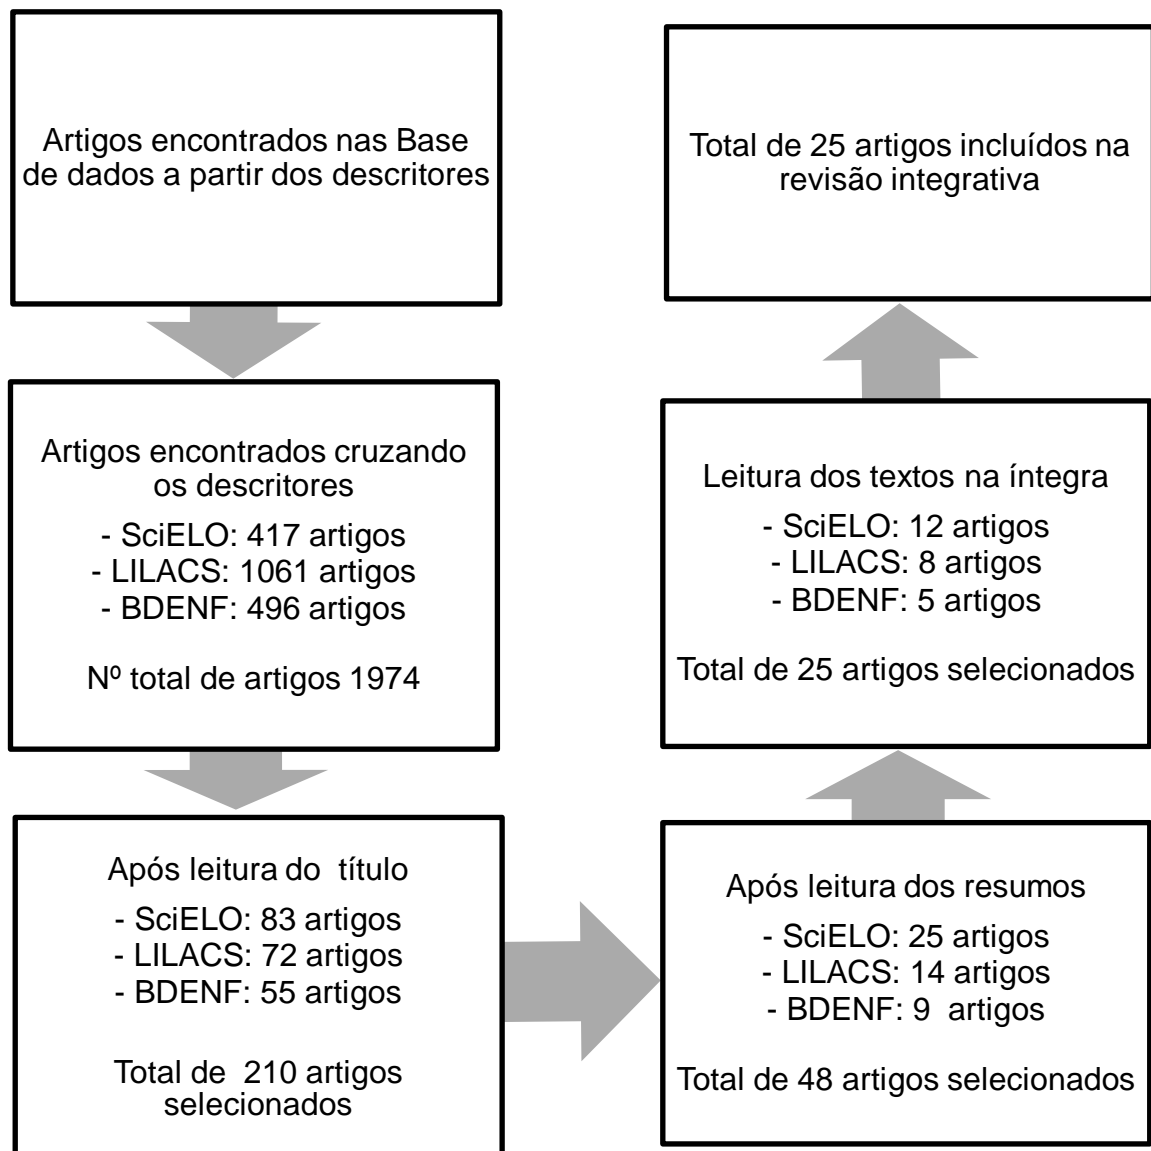 Artigos encontrados nas Base
de dados a partir dos descritores
Artigos encontrados cruzando
os descritores
- SciELO: 417 artigos
- LILACS: 1061 artigos
- BDENF: 496 artigos
Nº total de artigos 1974
Após leitura do título
- SciELO: 83 artigos
- LILACS: 72 artigos
- BDENF: 55 artigos
Total de 210 artigos
selecionados
Após leitura dos resumos
- SciELO: 25 artigos
- LILACS: 14 artigos
- BDENF: 9 artigos
Total de 48 artigos selecionados
Leitura dos textos na íntegra
- SciELO: 12 artigos
- LILACS: 8 artigos
- BDENF: 5 artigos
Total de 25 artigos selecionados
Total de 25 artigos incluídos na
revisão integrativa